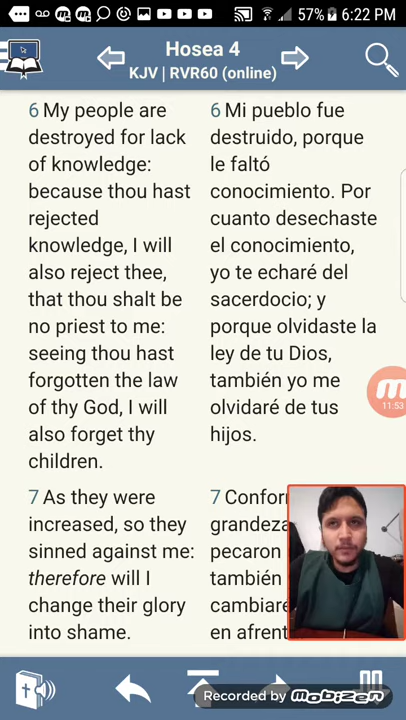 57% 6:22 PM
Hosea 4
KJV | RVR60 (online)
6 My people are
destroyed for lack
of knowledge:
because thou hast
rejected
knowledge, I will
also reject thee,
that thou shalt be
no priest to me:
seeing thou hast
forgotten the law
of thy God, I will
also forget thy
children.
7 As they were
increased, so they
sinned against me:
therefore will I
change their glory
into shame.
6 Mi pueblo fue
destruido, porque
le faltó
conocimiento. Por
cuanto desechaste
el conocimiento,
yo te echaré del
sacerdocio; y
porque olvidaste la
ley de tu Dios,
también yo me
olvidaré de tus
hijos.
7
grandeza
pecaron
también
en
11:53
Recorded by mobizen